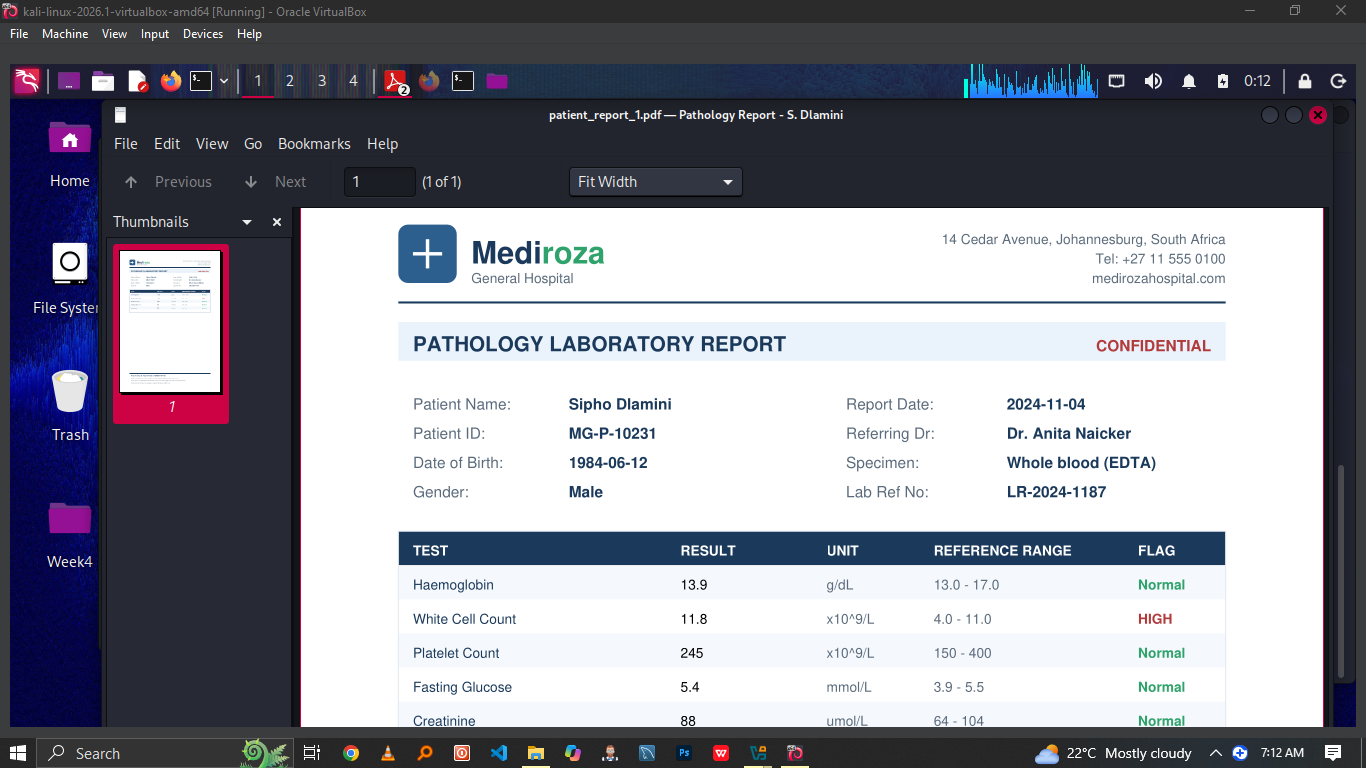 kali-linux-2026.1-virtualbox-amd64 [Running] - Oracle VirtualBox
File Machine View Input Devices Help
1 2 3 4 2 0:12
patient_report_1.pdf — Pathology Report - S. Dlamini
File Edit View Go Bookmarks Help
Previous Next 1 (1 of 1) Fit Width
Home
File System
Trash
Week4
Thumbnails
1
Mediroza
General Hospital
14 Cedar Avenue, Johannesburg, South Africa
Tel: +27 11 555 0100
medirozahospital.com
PATHOLOGY LABORATORY REPORT CONFIDENTIAL
Patient Name: Sipho Dlamini Report Date: 2024-11-04
Patient ID: MG-P-10231 Referring Dr: Dr. Anita Naicker
Date of Birth: 1984-06-12 Specimen: Whole blood (EDTA)
Gender: Male Lab Ref No: LR-2024-1187
TEST RESULT UNIT REFERENCE RANGE FLAG
Haemoglobin 13.9 g/dL 13.0 - 17.0 Normal
White Cell Count 11.8 x10^9/L 4.0 - 11.0 HIGH
Platelet Count 245 x10^9/L 150 - 400 Normal
Fasting Glucose 5.4 mmol/L 3.9 - 5.5 Normal
Creatinine 88 umol/L 64 - 104 Normal
Search 22°C Mostly cloudy 7:12 AM